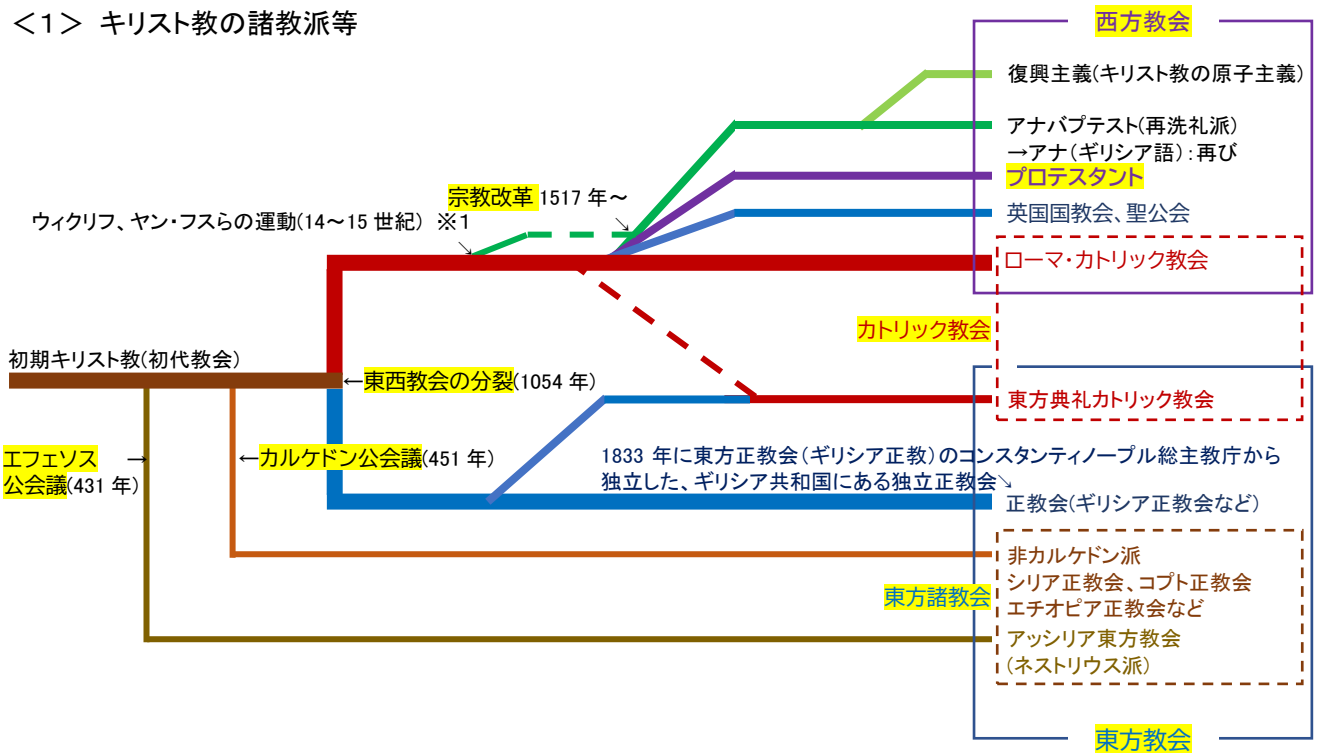 <1> キリスト教の諸教派等
西方教会
復興主義(キリスト教の原子主義)
アナバプテスト(再洗礼派)
→アナ(ギリシア語):再び
プロテスタント
宗教改革 1517 年~
英国国教会、聖公会
ウィクリフ、ヤン・フスらの運動(14~15 世紀) ※1
↘
↘
ローマ・カトリック教会
カトリック教会
初期キリスト教(初代教会)
←東西教会の分裂(1054 年)
東方典礼カトリック教会
エフェソス →
公会議(431 年)
←カルケドン公会議(451 年)
1833 年に東方正教会(ギリシア正教)のコンスタンティノープル総主教庁から
独立した、ギリシア共和国にある独立正教会↘
正教会(ギリシア正教会など)
非カルケドン派
シリア正教会、コプト正教会
エチオピア正教会など
東方諸教会
アッシリア東方教会
(ネストリウス派)
東方教会